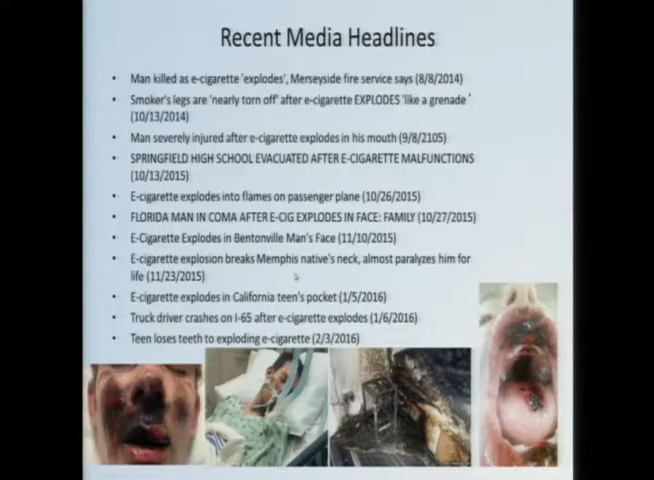 Recent Media Headlines
• Man killed as e-cigarette 'explodes', Merseyside fire service says (8/8/2014)
• Smoker's legs are 'nearly torn off' after e-cigarette EXPLODES 'like a grenade'
(10/13/2014)
• Man severely injured after e-cigarette explodes in his mouth (9/8/2105)
• SPRINGFIELD HIGH SCHOOL EVACUATED AFTER E-CIGARETTE MALFUNCTIONS
(10/13/2015)
• E-cigarette explodes into flames on passenger plane (10/26/2015)
• FLORIDA MAN IN COMA AFTER E-CIG EXPLODES IN FACE: FAMILY (10/27/2015)
• E-Cigarette Explodes in Bentonville Man's Face (11/10/2015)
• E-cigarette explosion breaks Memphis native's neck, almost paralyzes him for
life (11/23/2015)
• E-cigarette explodes in California teen's pocket (1/5/2016)
• Truck driver crashes on I-65 after e-cigarette explodes (1/6/2016)
• Teen loses teeth to exploding e-cigarette (2/3/2016)